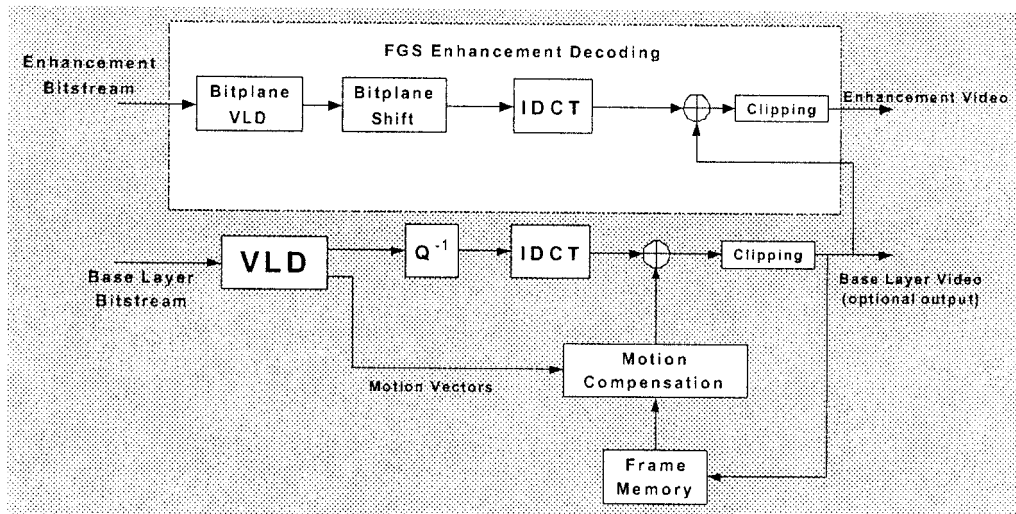 FGS Enhancement Decoding
Enhancement
Bitstream
Bitplane
VLD
Bitplane
Shift
IDCT
Clipping
Enhancement Video
VLD
Q⁻¹
IDCT
Clipping
Base Layer
Bitstream
Base Layer Video
(optional output)
Motion Vectors
Motion
Compensation
Frame
Memory